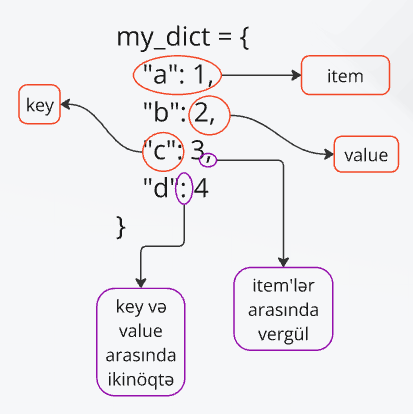 my_dict = {
"a": 1,
item
"b": 2,
key
value
"c": 3,
"d": 4
}
key və
value
arasında
ikinöqtə
item'lər
arasında
vergül